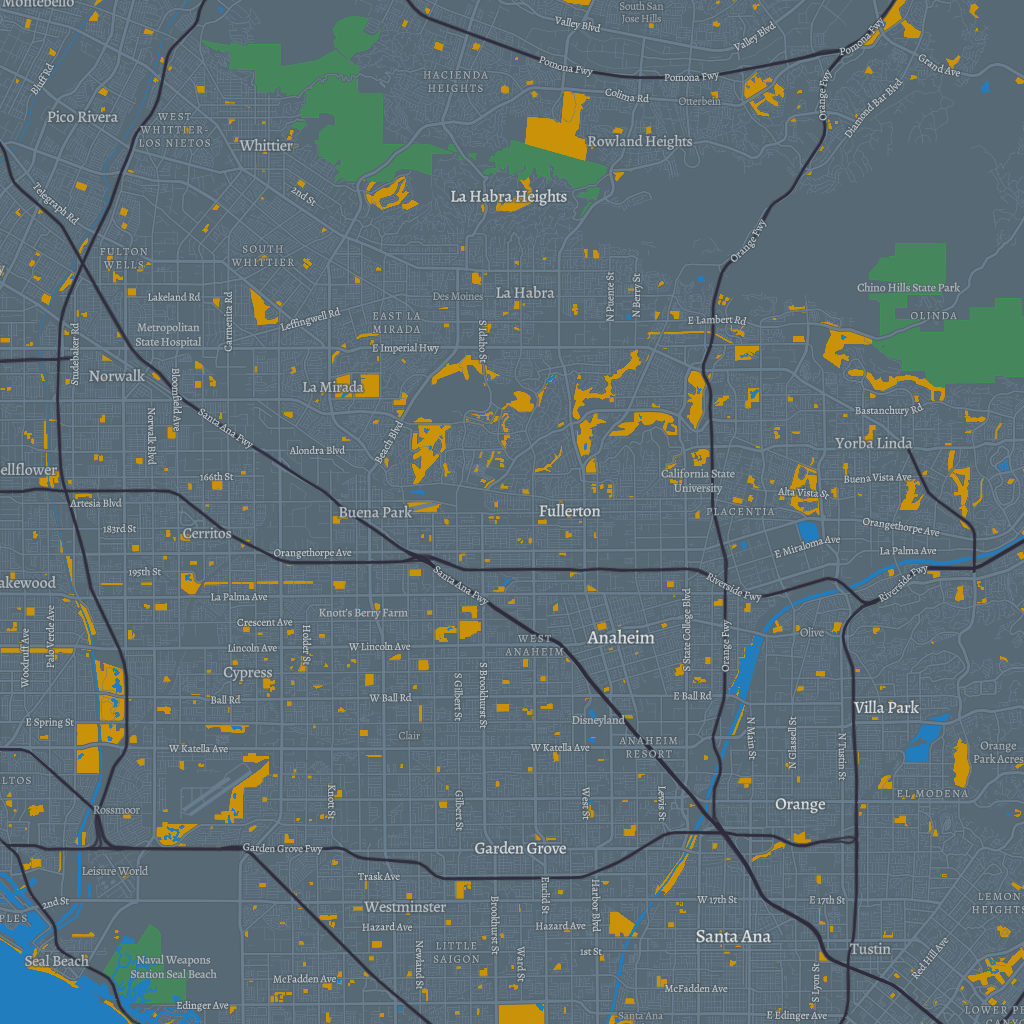 Montebello
South San
Jose Hills
Valley Blvd
Valley Blvd
Pomona Fwy
Pomona Fwy
Pomona Fwy
Grand Ave
Bluff Rd
HACIENDA
HEIGHTS
Colima Rd
Otterbein
Orange Fwy
Diamond Bar Blvd
Pico Rivera
WEST
WHITTIER-
LOS NIETOS
Whittier
Rowland Heights
Telegraph Rd
2nd St
La Habra Heights
FULTON
WELLS
SOUTH
WHITTIER
Orange Fwy
Lakeland Rd
Carmenita Rd
Des Moines
La Habra
N Puente St
N Berry St
Chino Hills State Park
OLINDA
Metropolitan
State Hospital
Leffingwell Rd
EAST LA
MIRADA
E Lambert Rd
Studebaker Rd
E Imperial Hwy
S Idaho St
Norwalk
Bloomfield Ave
La Mirada
Norwalk Blvd
Santa Ana Fwy
Beach Blvd
Bastanchury Rd
Yorba Linda
Alondra Blvd
ellflower
166th St
California State
University
Buena Vista Ave
Alta Vista St
Artesia Blvd
Buena Park
Fullerton
PLACENTIA
183rd St
Cerritos
Orangethorpe Ave
Orangethorpe Ave
E Miraloma Ave
La Palma Ave
195th St
akewood
Santa Ana Fwy
Riverside Fwy
Riverside Fwy
La Palma Ave
Knott's Berry Farm
Crescent Ave
Woodruff Ave
Palo Verde Ave
Holder St
Lincoln Ave
W Lincoln Ave
WEST
ANAHEIM
Anaheim
S State College Blvd
Orange Fwy
Olive
Cypress
Ball Rd
W Ball Rd
S Gilbert St
S Brookhurst St
E Ball Rd
Villa Park
E Spring St
Disneyland
W Katella Ave
Clair
W Katella Ave
ANAHEIM
RESORT
N Main St
N Glassell St
N Tustin St
Orange
Park Acres
LTOS
EL MODENA
Rossmoor
Knott St
Gilbert St
West St
Lewis St
Orange
Garden Grove Fwy
Garden Grove
Leisure World
Trask Ave
Euclid St
Harbor Blvd
2nd St
PLES
Westminster
Hazard Ave
Brookhurst St
Hazard Ave
W 17th St
E 17th St
LEMON
HEIGHTS
Santa Ana
Seal Beach
Naval Weapons
Station Seal Beach
Newland St
LITTLE
SAIGON
Ward St
1st St
Tustin
Red Hill Ave
McFadden Ave
McFadden Ave
S Lyon St
Edinger Ave
Santa Ana
E Edinger Ave